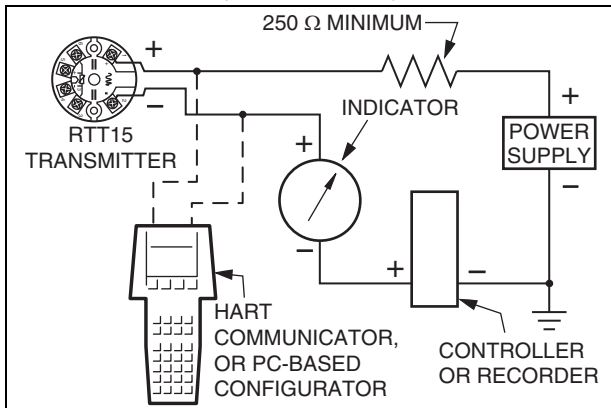 250 Ω MINIMUM
+
−
RTT15
TRANSMITTER
INDICATOR
+
−
+
POWER
SUPPLY
−
+
−
HART
COMMUNICATOR,
OR PC-BASED
CONFIGURATOR
CONTROLLER
OR RECORDER